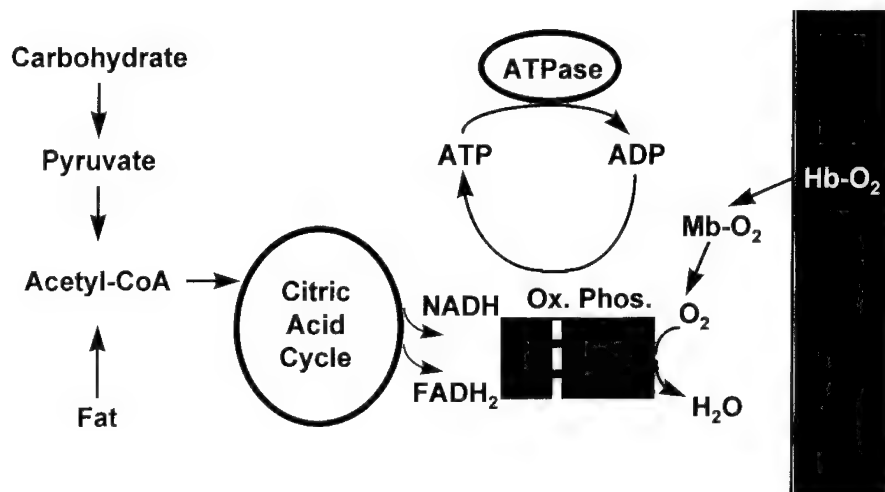 Carbohydrate
Pyruvate
Acetyl-CoA
Fat
Citric
Acid
Cycle
NADH
FADH₂
ATPase
ATP
ADP
Ox. Phos.
Hb-O₂
Mb-O₂
O₂
H₂O